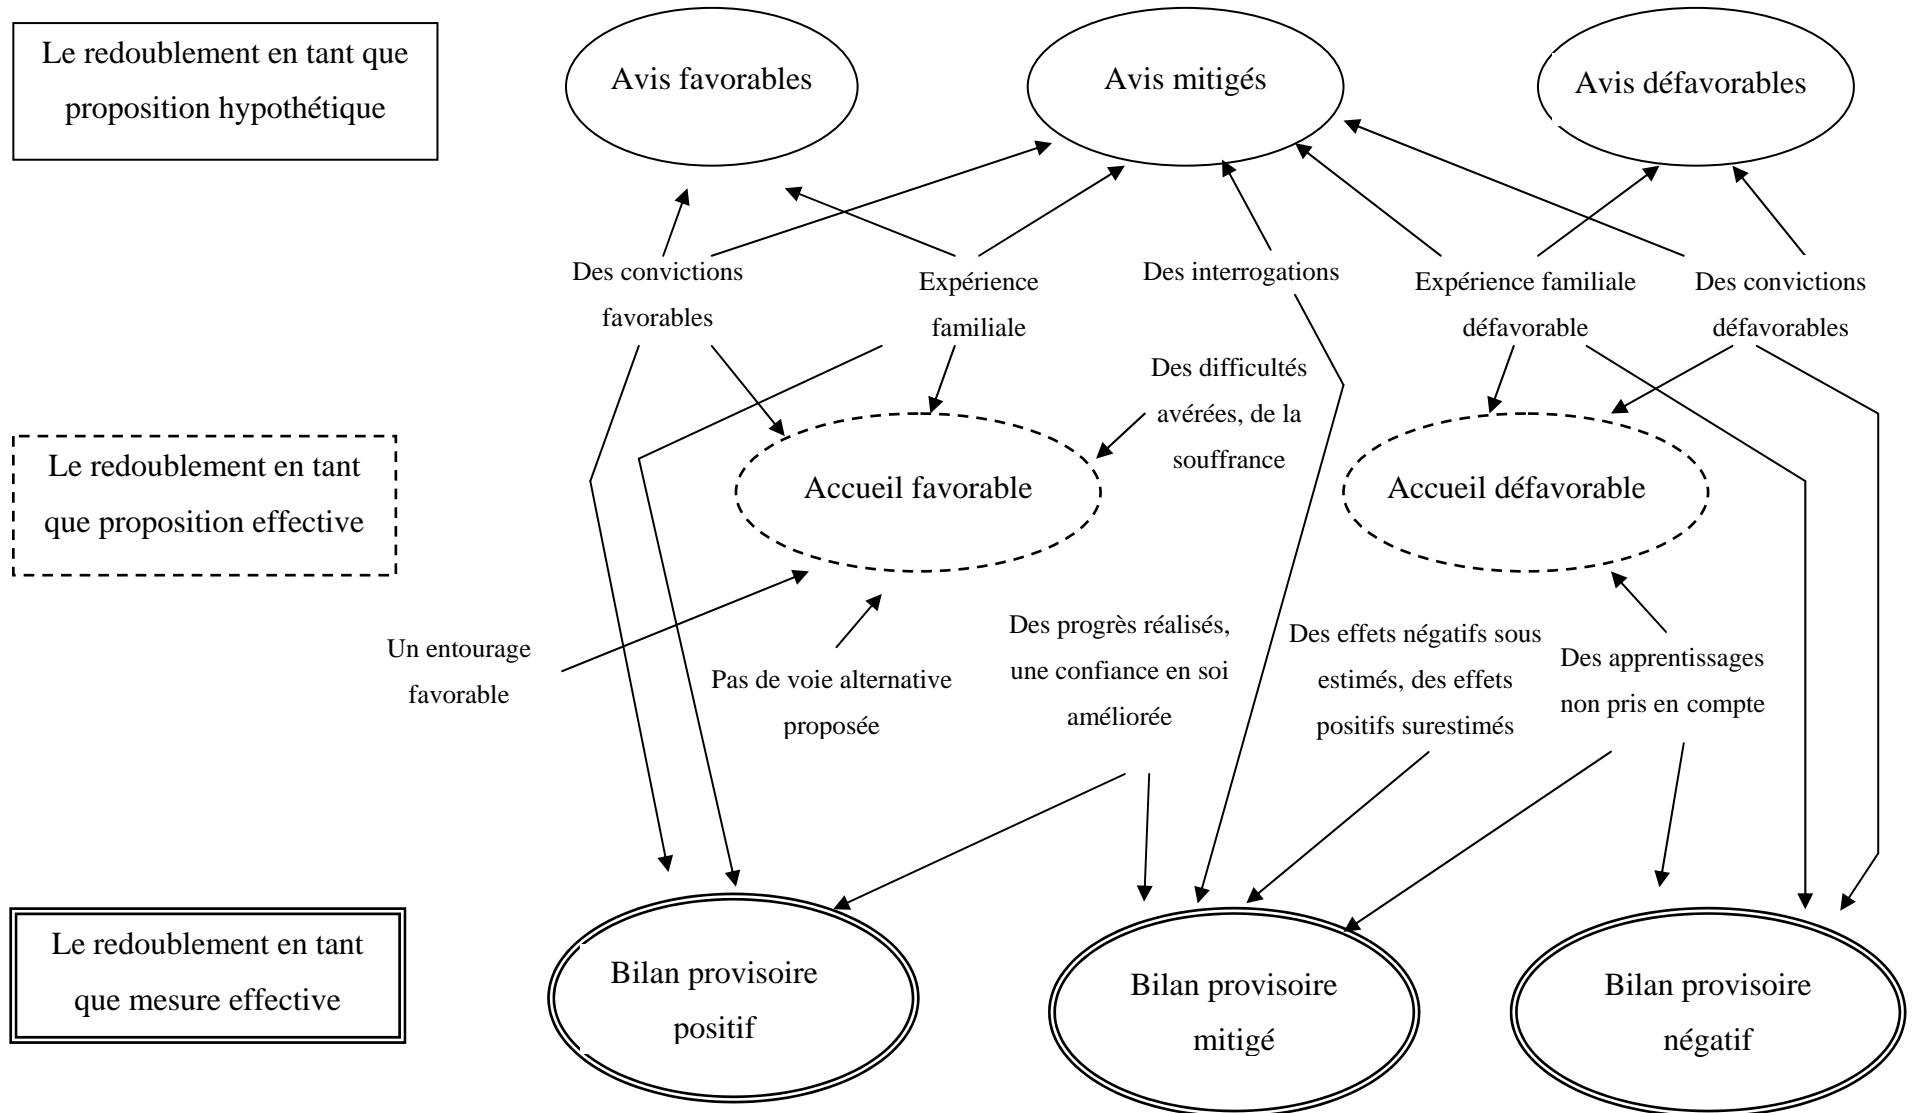 Le redoublement en tant que
proposition hypothétique
Avis favorables
Avis mitigés
Avis défavorables
Des convictions
favorables
Expérience
familiale
Des interrogations
Expérience familiale
défavorable
Des convictions
défavorables
Des difficultés
avérées, de la
souffrance
Le redoublement en tant
que proposition effective
Accueil favorable
Accueil défavorable
Un entourage
favorable
Pas de voie alternative
proposée
Des progrès réalisés,
une confiance en soi
améliorée
Des effets négatifs sous
estimés, des effets
positifs surestimés
Des apprentissages
non pris en compte
Le redoublement en tant
que mesure effective
Bilan provisoire
positif
Bilan provisoire
mitigé
Bilan provisoire
négatif